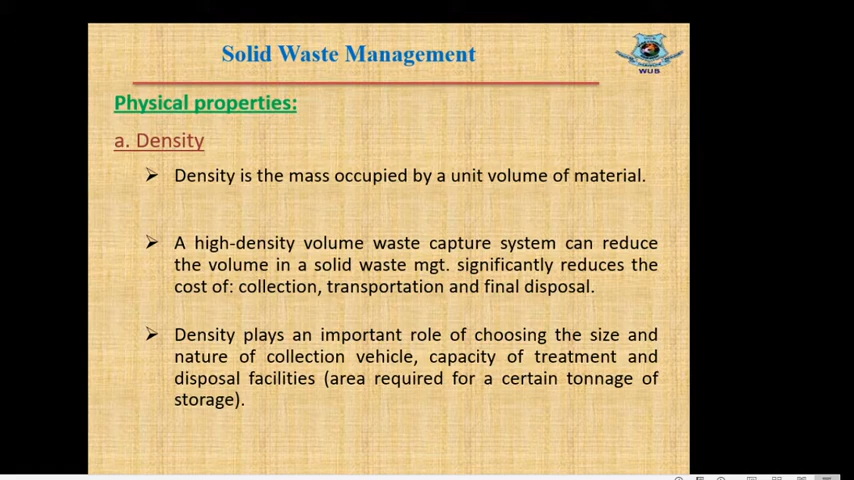 Solid Waste Management
WUB
Physical properties:
a. Density
Density is the mass occupied by a unit volume of material.
A high-density volume waste capture system can reduce
the volume in a solid waste mgt. significantly reduces the
cost of: collection, transportation and final disposal.
Density plays an important role of choosing the size and
nature of collection vehicle, capacity of treatment and
disposal facilities (area required for a certain tonnage of
storage).